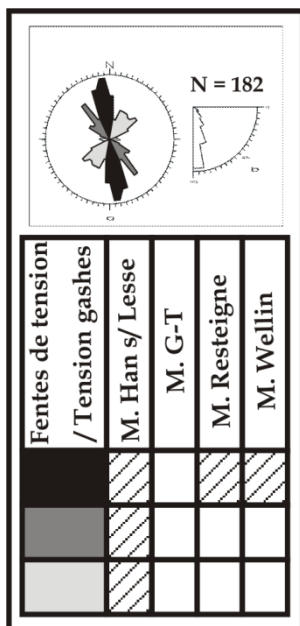 N
N = 182
Fentes de tension
/ Tension gashes
M. Han s/ Lesse
M. G-T
M. Resteigne
M. Wellin